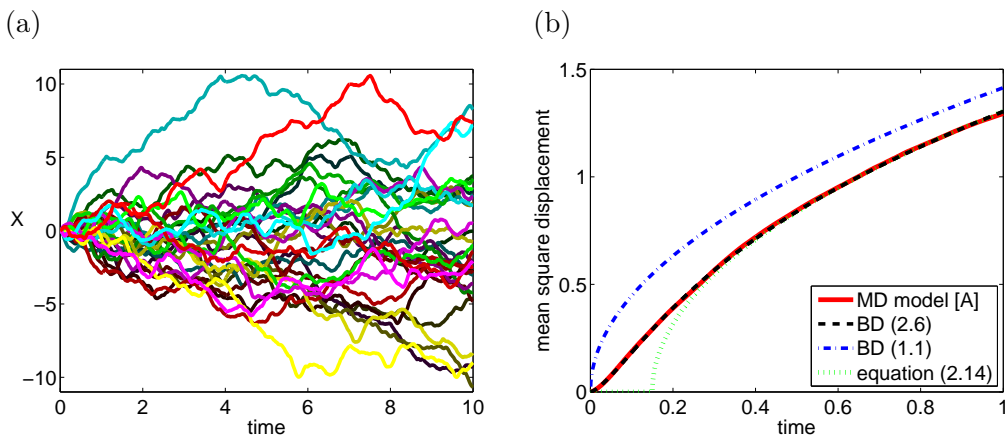 (a)
10
5
X
0
−5
−10
0 2 4 6 8 10
time
(b)
1.5
mean square displacement
1
0.5
0
MD model [A]
BD (2.6)
BD (1.1)
equation (2.14)
0 0.2 0.4 0.6 0.8 1
time